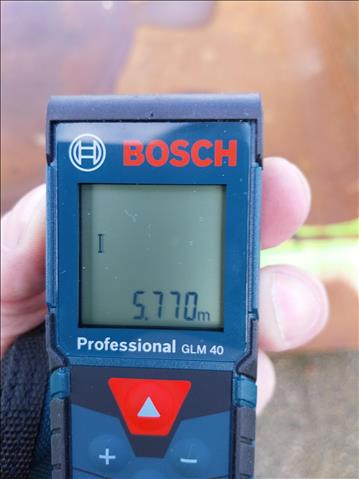 BOSCH
5.770m
Professional GLM 40
+ −